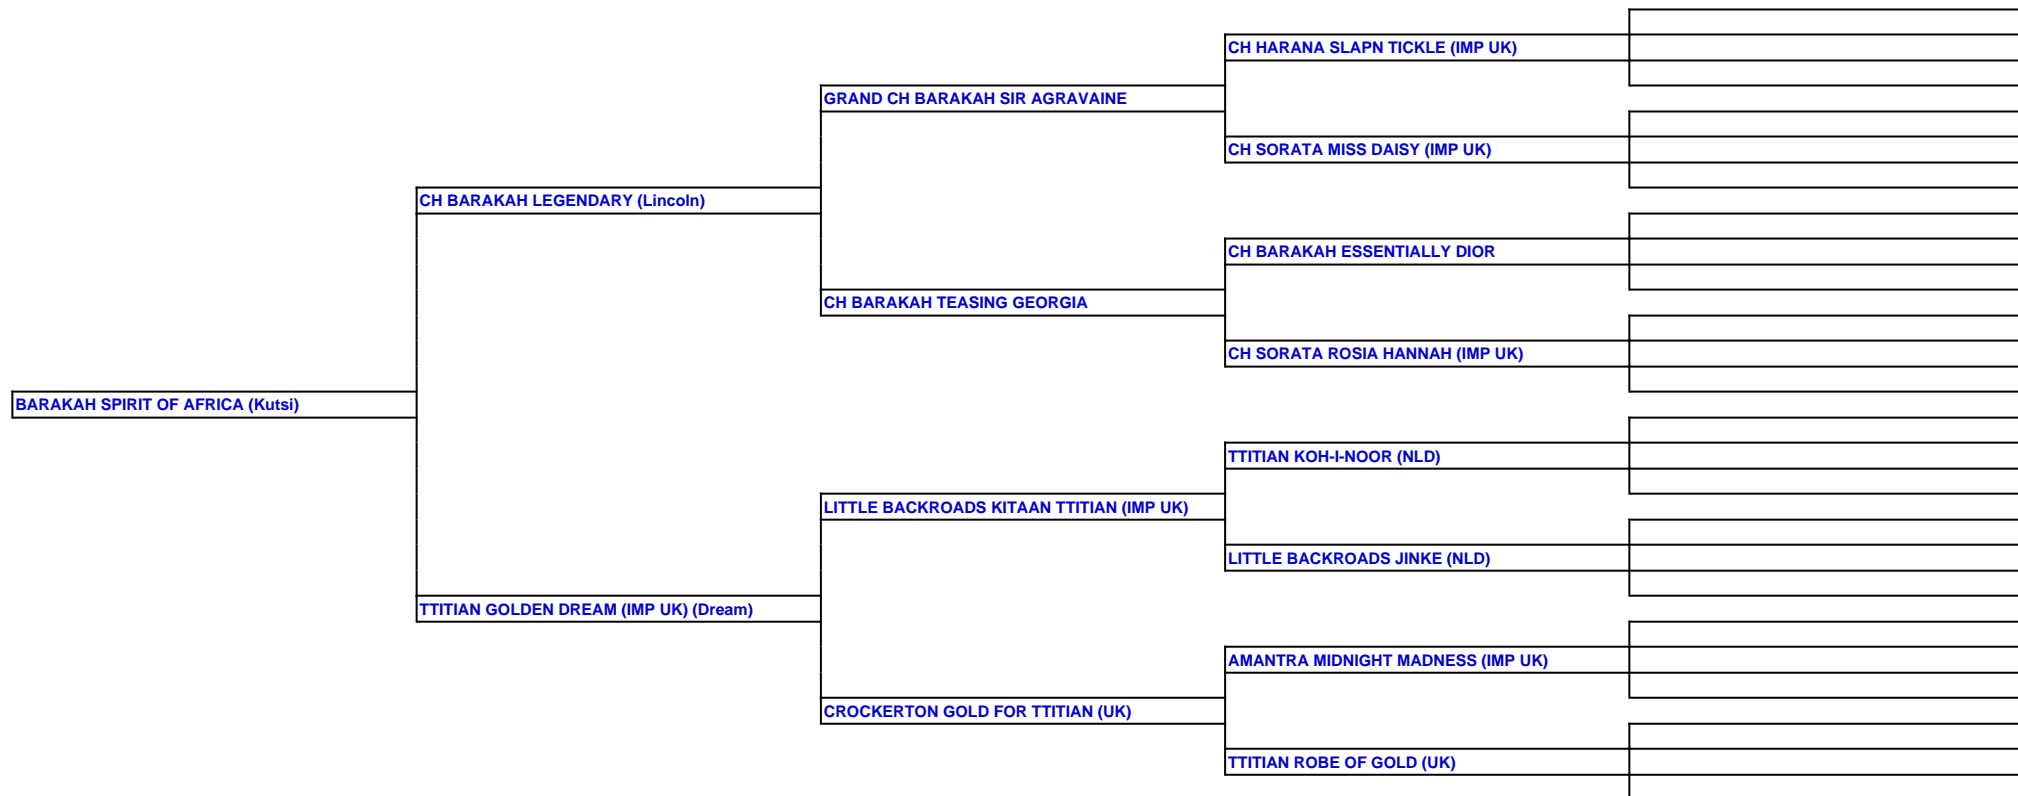 CH HARANA SLAPN TICKLE (IMP UK)
GRAND CH BARAKAH SIR AGRAVAINE
CH SORATA MISS DAISY (IMP UK)
CH BARAKAH LEGENDARY (Lincoln)
CH BARAKAH ESSENTIALLY DIOR
CH BARAKAH TEASING GEORGIA
CH SORATA ROSIA HANNAH (IMP UK)
BARAKAH SPIRIT OF AFRICA (Kutsi)
TTITIAN KOH-I-NOOR (NLD)
LITTLE BACKROADS KITAAN TTITIAN (IMP UK)
LITTLE BACKROADS JINKE (NLD)
TTITIAN GOLDEN DREAM (IMP UK) (Dream)
AMANTRA MIDNIGHT MADNESS (IMP UK)
CROCKERTON GOLD FOR TTITIAN (UK)
TTITIAN ROBE OF GOLD (UK)